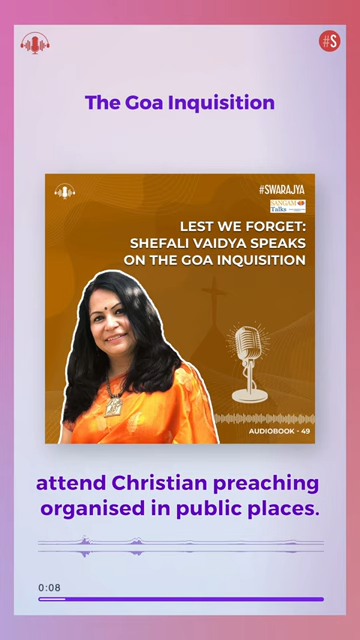 #S
The Goa Inquisition
#SWARAJYA
SANGAM
Talks
LEST WE FORGET:
SHEFALI VAIDYA SPEAKS
ON THE GOA INQUISITION
AUDIOBOOK - 49
attend Christian preaching
organised in public places.
0:08